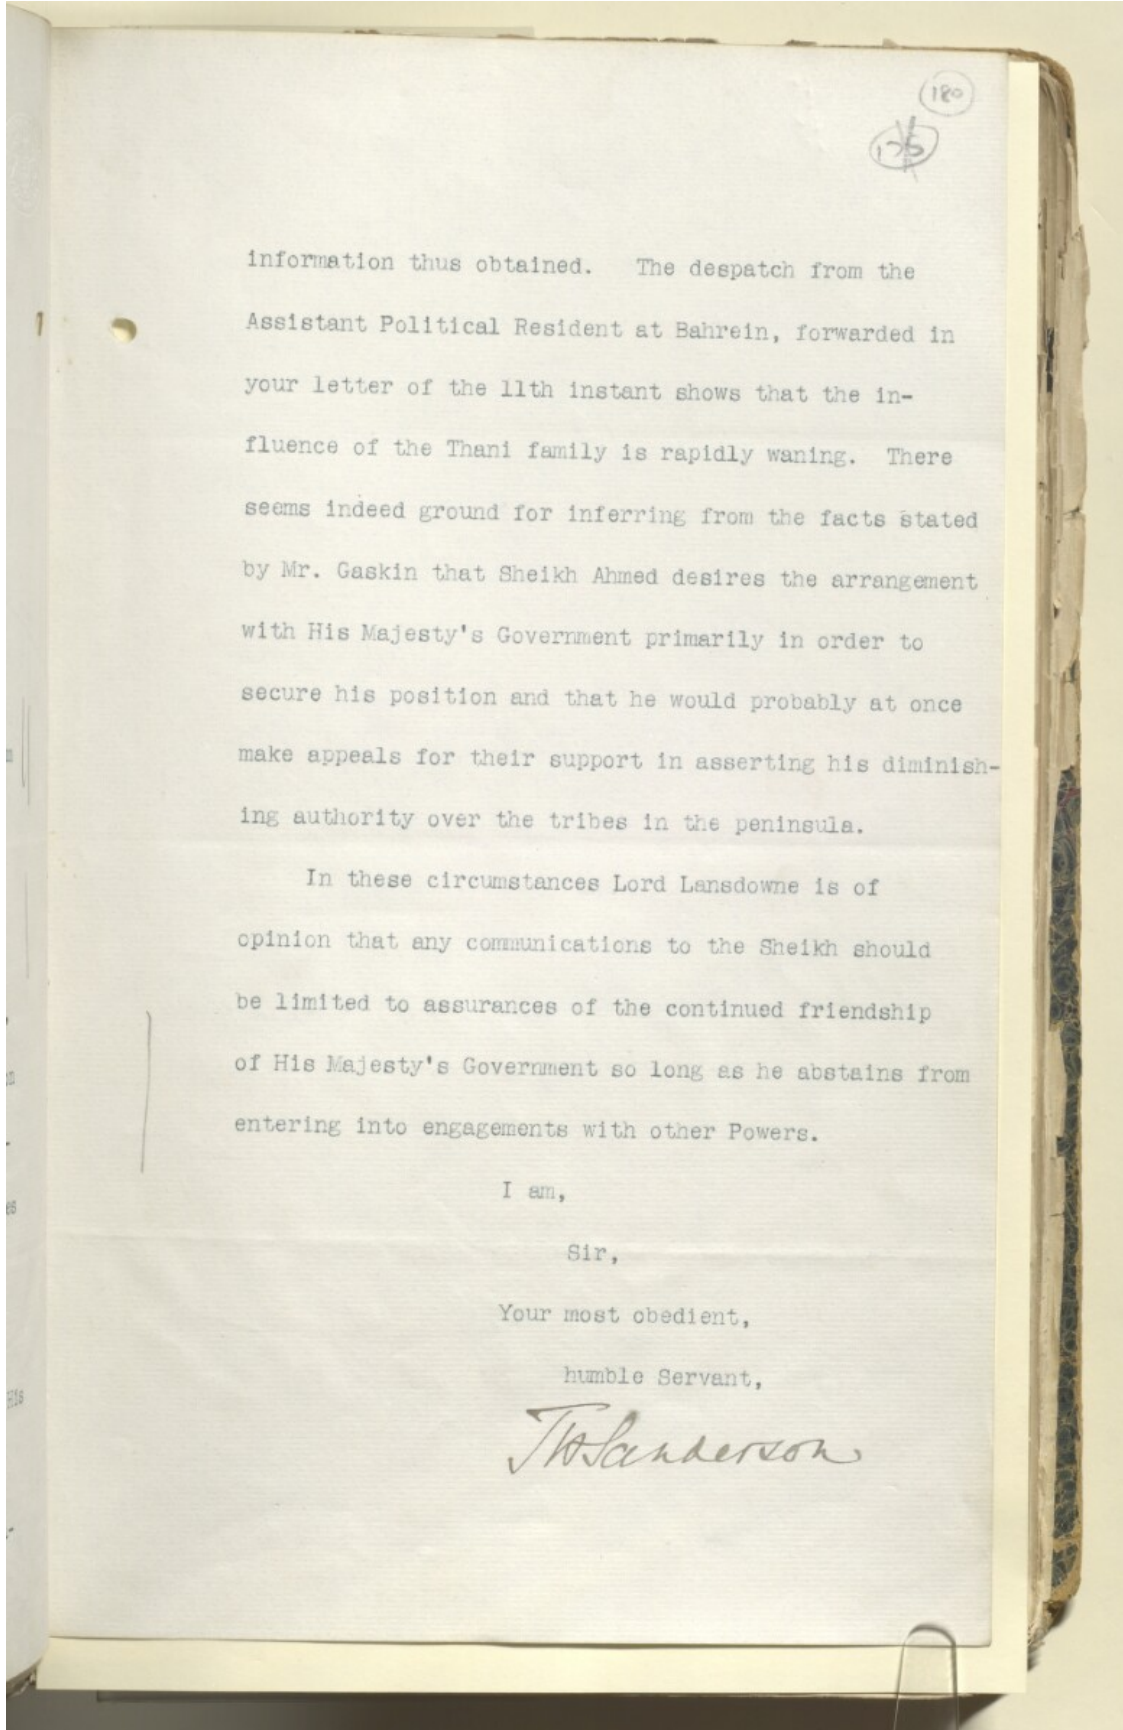 180
information thus obtained. The despatch from the
Assistant Political Resident at Bahrein, forwarded in
your letter of the 11th instant shows that the in-
fluence of the Thani family is rapidly waning. There
seems indeed ground for inferring from the facts stated
by Mr. Gaskin that Sheikh Ahmed desires the arrangement
with His Majesty's Government primarily in order to
secure his position and that he would probably at once
make appeals for their support in asserting his diminish-
ing authority over the tribes in the peninsula.
In these circumstances Lord Lansdowne is of
opinion that any communications to the Sheikh should
be limited to assurances of the continued friendship
of His Majesty's Government so long as he abstains from
entering into engagements with other Powers.
I am,
Sir,
Your most obedient,
humble Servant,
THSanderson